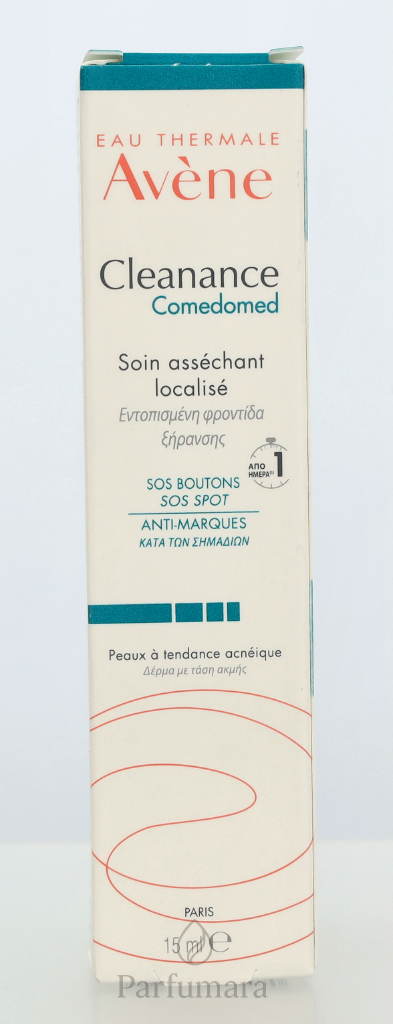 EAU THERMALE
Avène
Cleanance
Comedomed
Soin asséchant
localisé
Εντοπισμένη φροντίδα
ξήρανσης
ΑΠΟ
ΗΜΕΡΑ⁽¹⁾ 1
SOS BOUTONS
SOS SPOT
ANTI-MARQUES
ΚΑΤΑ ΤΩΝ ΣΗΜΑΔΙΩΝ
Peaux à tendance acnéique
Δέρμα με τάση ακμής
PARIS
15 ml ℮
Parfumara